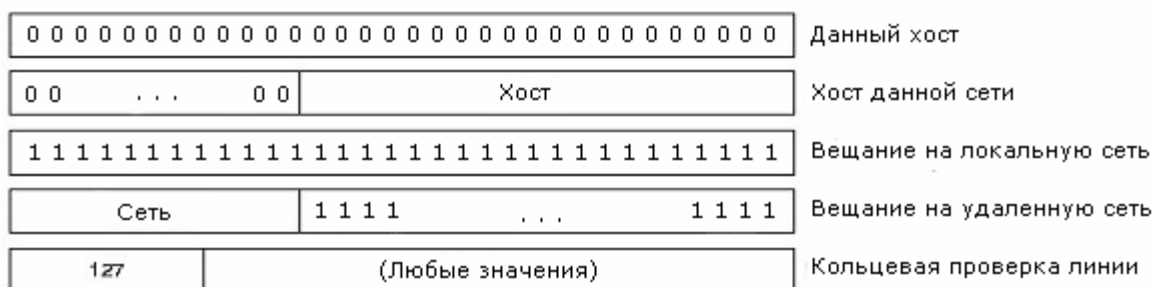 0 0 0 0 0 0 0 0 0 0 0 0 0 0 0 0 0 0 0 0 0 0 0 0 0 0 0 0 0 0 0 0 Данный хост
0 0 . . . 0 0 Хост Хост данной сети
1 1 1 1 1 1 1 1 1 1 1 1 1 1 1 1 1 1 1 1 1 1 1 1 1 1 1 1 1 1 1 1 Вещание на локальную сеть
Сеть 1 1 1 1 . . . 1 1 1 1 Вещание на удаленную сеть
127 (Любые значения) Кольцевая проверка линии